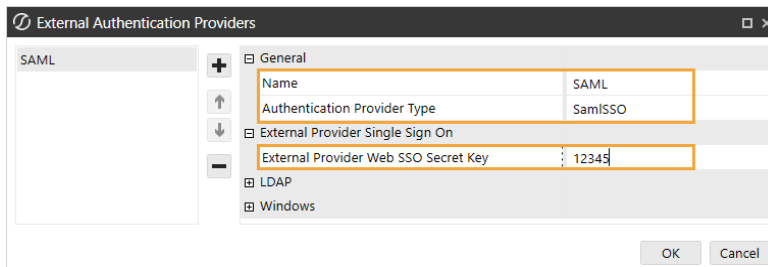 External Authentication Providers
SAML
General
Name SAML
Authentication Provider Type SamlSSO
External Provider Single Sign On
External Provider Web SSO Secret Key 12345
LDAP
Windows
OK Cancel